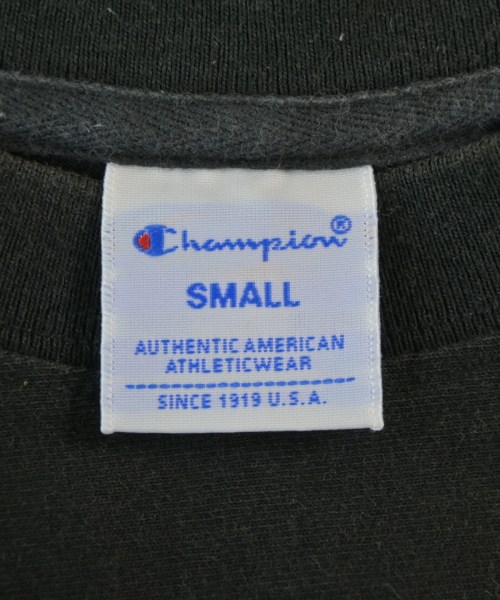 Champion®
SMALL
AUTHENTIC AMERICAN
ATHLETICWEAR
SINCE 1919 U.S.A.